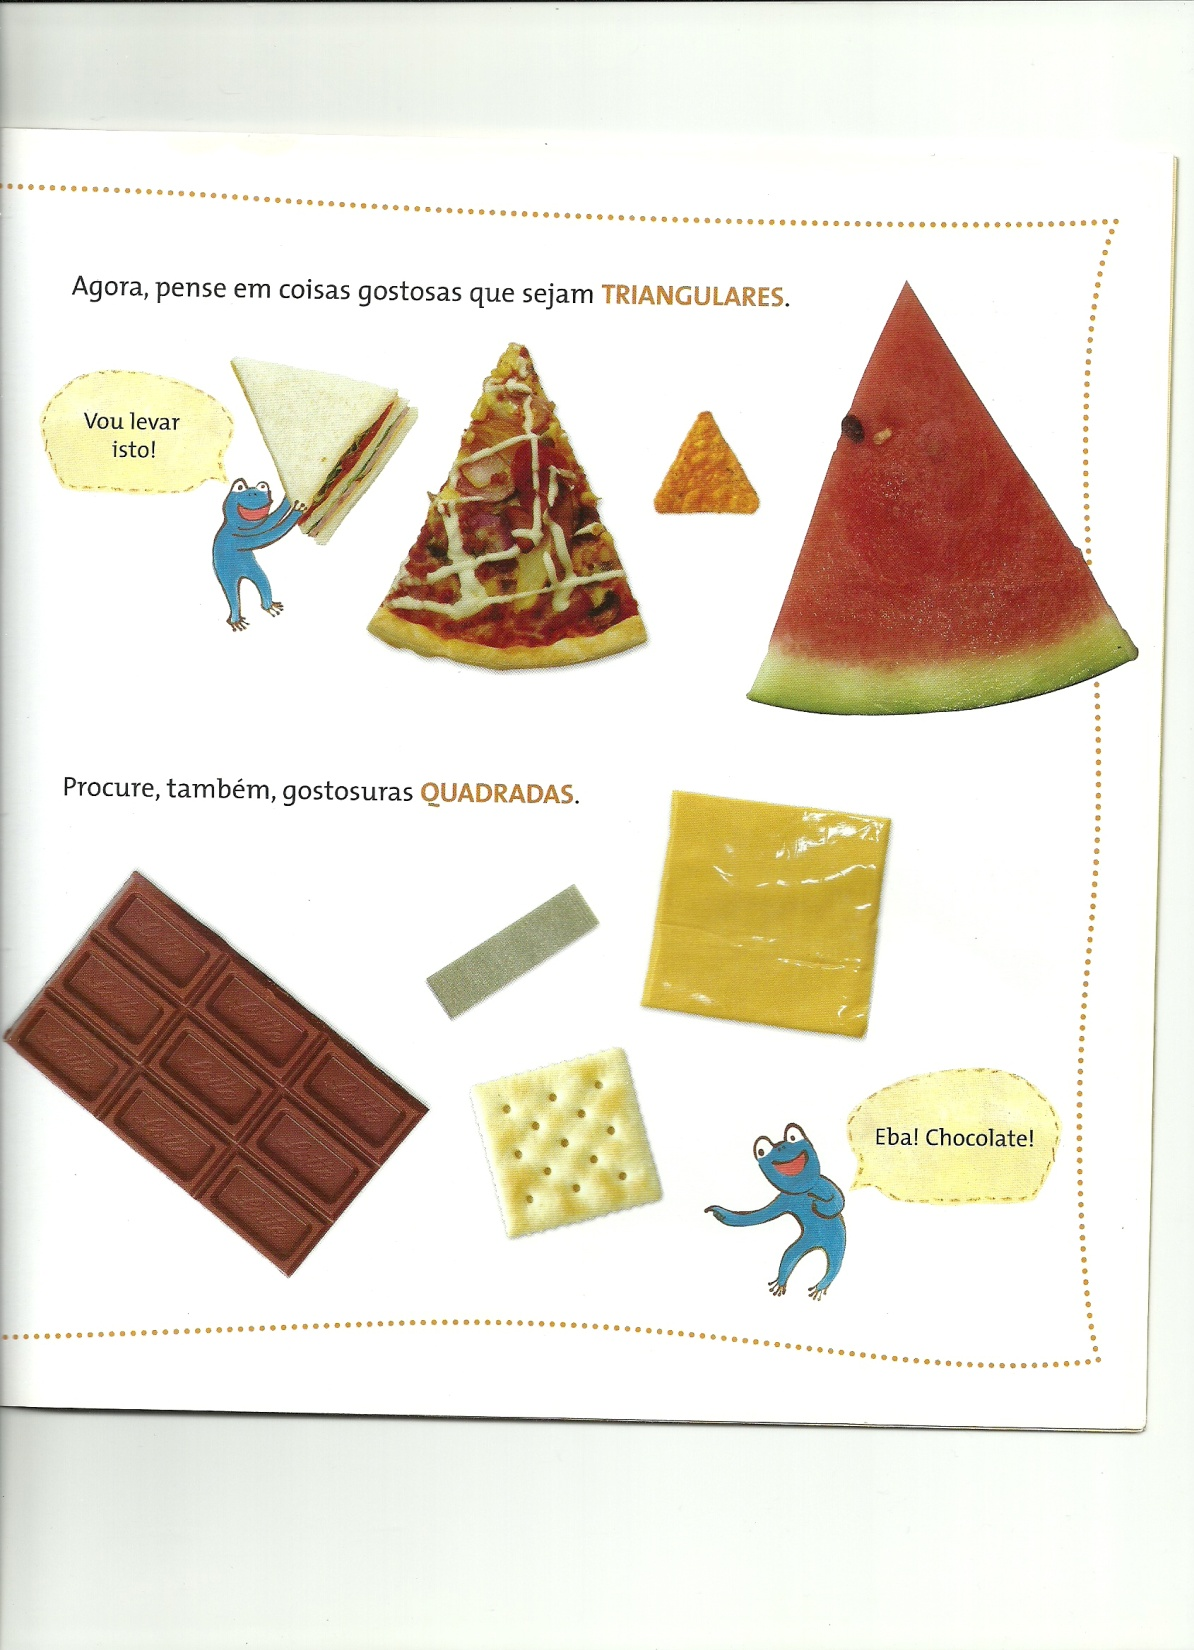 Agora, pense em coisas gostosas que sejam TRIANGULARES.
Vou levar
isto!
Procure, também, gostosuras QUADRADAS.
Eba! Chocolate!